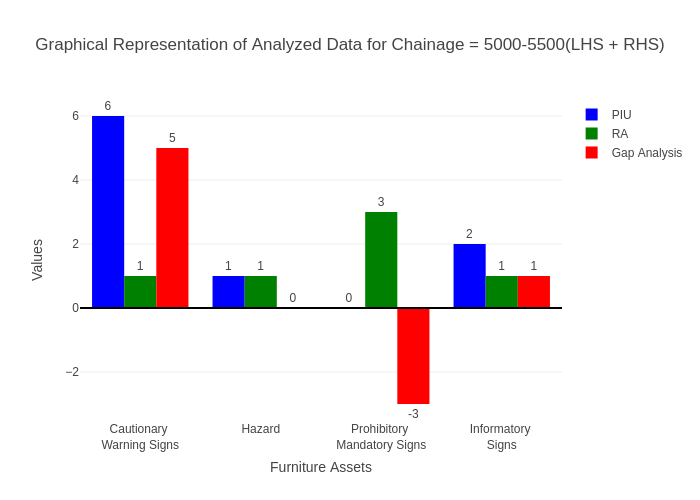 Graphical Representation of Analyzed Data for Chainage = 5000-5500(LHS + RHS)
PIU
RA
Gap Analysis
Values
6
4
2
0
−2
6
1
5
1
1
0
0
3
-3
2
1
1
Cautionary
Warning Signs
Hazard
Prohibitory
Mandatory Signs
Informatory
Signs
Furniture Assets